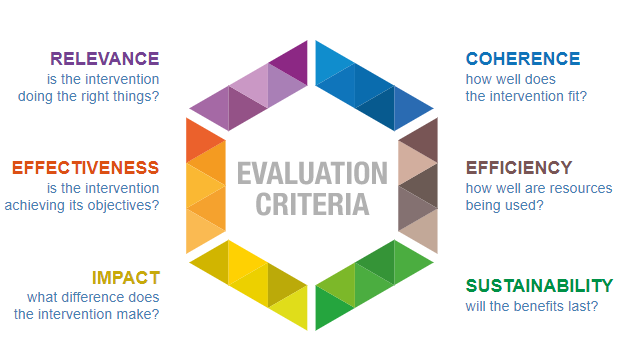 RELEVANCE
is the intervention
doing the right things?
COHERENCE
how well does
the intervention fit?
EFFECTIVENESS
is the intervention
achieving its objectives?
EVALUATION
CRITERIA
EFFICIENCY
how well are resources
being used?
IMPACT
what difference does
the intervention make?
SUSTAINABILITY
will the benefits last?